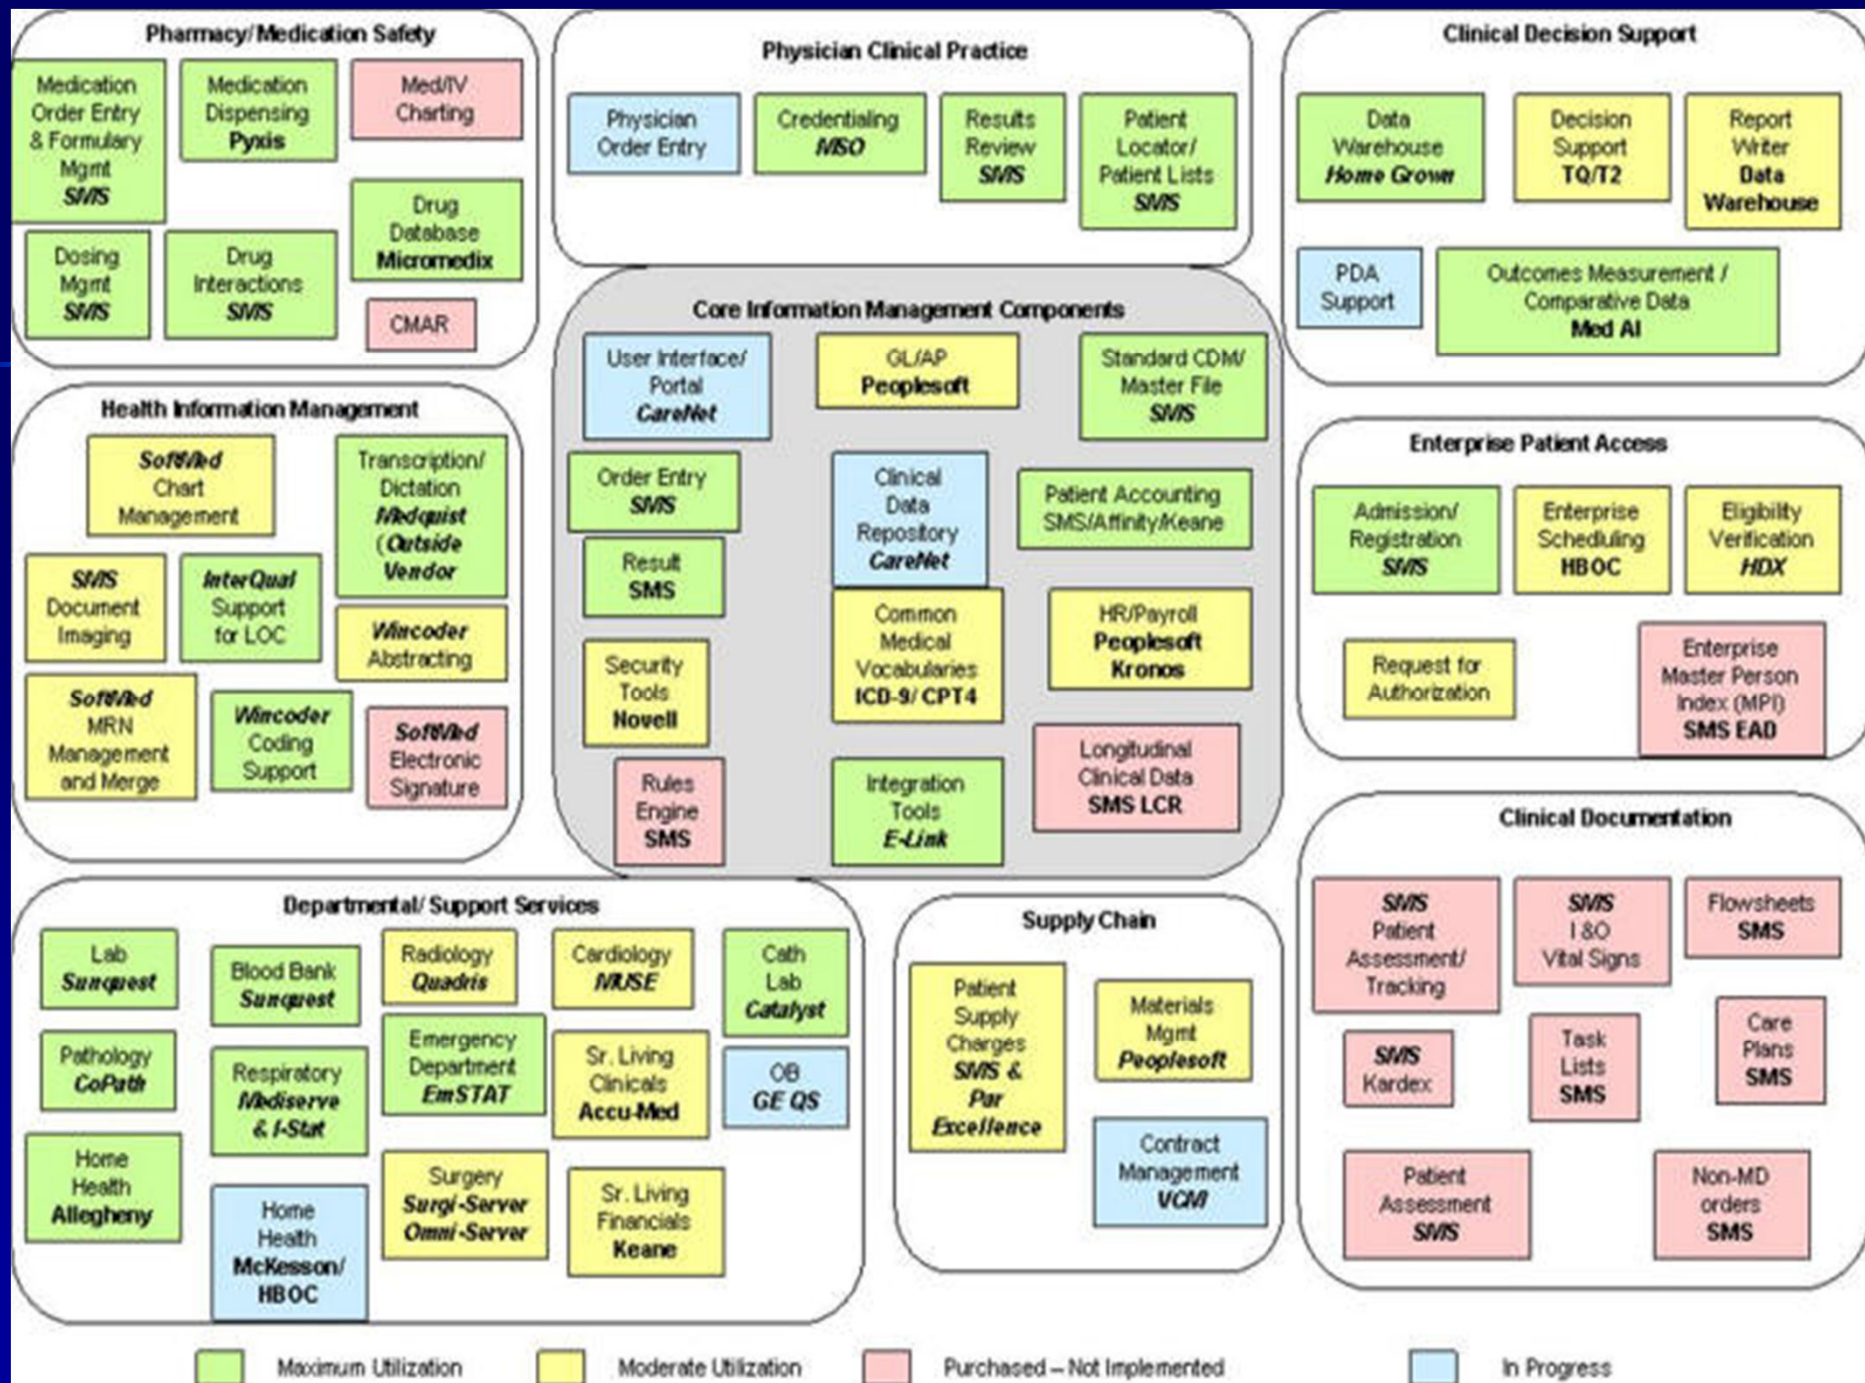 Pharmacy/Medication Safety
Medication
Order Entry
& Formulary
Mgmt
SMS
Medication
Dispensing
Pyxis
Med/IV
Charting
Drug
Database
Micromedix
Dosing
Mgmt
SMS
Drug
Interactions
SMS
CMAR
Physician Clinical Practice
Physician
Order Entry
Credentialing
MSO
Results
Review
SMS
Patient
Locator/
Patient Lists
SMS
Clinical Decision Support
Data
Warehouse
Home Grown
Decision
Support
TQ/T2
Report
Writer
Data
Warehouse
PDA
Support
Outcomes Measurement /
Comparative Data
Med AI
Core Information Management Components
User Interface/
Portal
CareNet
GL/AP
Peoplesoft
Standard CDM/
Master File
SMS
Order Entry
SMS
Clinical
Data
Repository
CareNet
Patient Accounting
SMS/Affinity/Keane
Result
SMS
Common
Medical
Vocabularies
ICD-9/ CPT4
HR/Payroll
Peoplesoft
Kronos
Security
Tools
Novell
Longitudinal
Clinical Data
SMS LCR
Rules
Engine
SMS
Integration
Tools
E-Link
Health Information Management
SoftMed
Chart
Management
Transcription/
Dictation
Medquist
(Outside
Vendor
SMS
Document
Imaging
InterQual
Support
for LOC
Wincoder
Abstracting
SoftMed
MRN
Management
and Merge
Wincoder
Coding
Support
SoftMed
Electronic
Signature
Enterprise Patient Access
Admission/
Registration
SMS
Enterprise
Scheduling
HBOC
Eligibility
Verification
HDX
Request for
Authorization
Enterprise
Master Person
Index (MPI)
SMS EAD
Departmental/ Support Services
Lab
Sunquest
Blood Bank
Sunquest
Radiology
Quadris
Cardiology
MUSE
Cath
Lab
Catalyst
Pathology
CoPath
Respiratory
Mediserve
& I-Stat
Emergency
Department
EmSTAT
Sr. Living
Clinicals
Accu-Med
OB
GE QS
Home
Health
Allegheny
Home
Health
McKesson/
HBOC
Surgery
Surgi-Server
Omni-Server
Sr. Living
Financials
Keane
Supply Chain
Patient
Supply
Charges
SMS &
Par
Excellence
Materials
Mgmt
Peoplesoft
Contract
Management
VCM
Clinical Documentation
SMS
Patient
Assessment/
Tracking
SMS
I &O
Vital Signs
Flowsheets
SMS
SMS
Kardex
Task
Lists
SMS
Care
Plans
SMS
Patient
Assessment
SMS
Non-MD
orders
SMS
Maximum Utilization
Moderate Utilization
Purchased – Not Implemented
In Progress